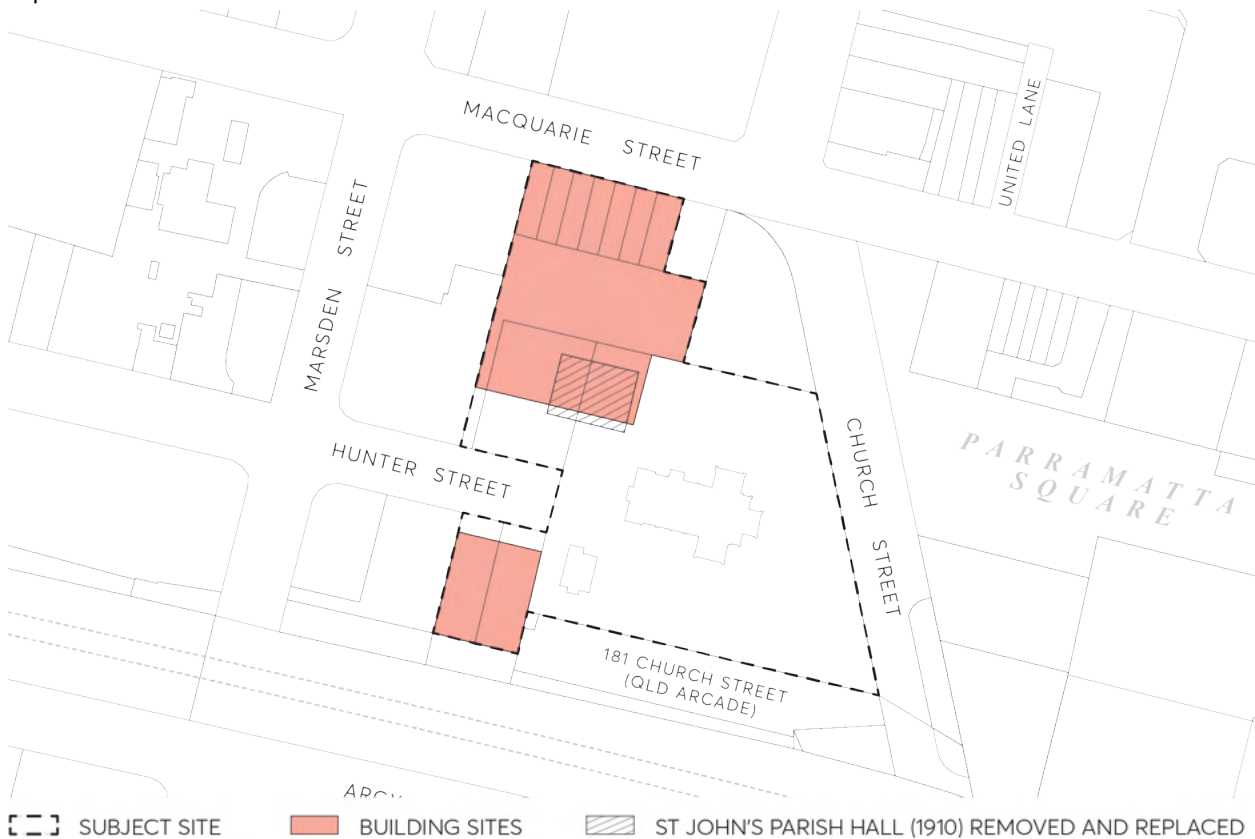 MACQUARIE STREET
UNITED LANE
MARSDEN STREET
HUNTER STREET
CHURCH STREET
PARRAMATTA
SQUARE
181 CHURCH STREET
(QLD ARCADE)
SUBJECT SITE
BUILDING SITES
ST JOHN'S PARISH HALL (1910) REMOVED AND REPLACED